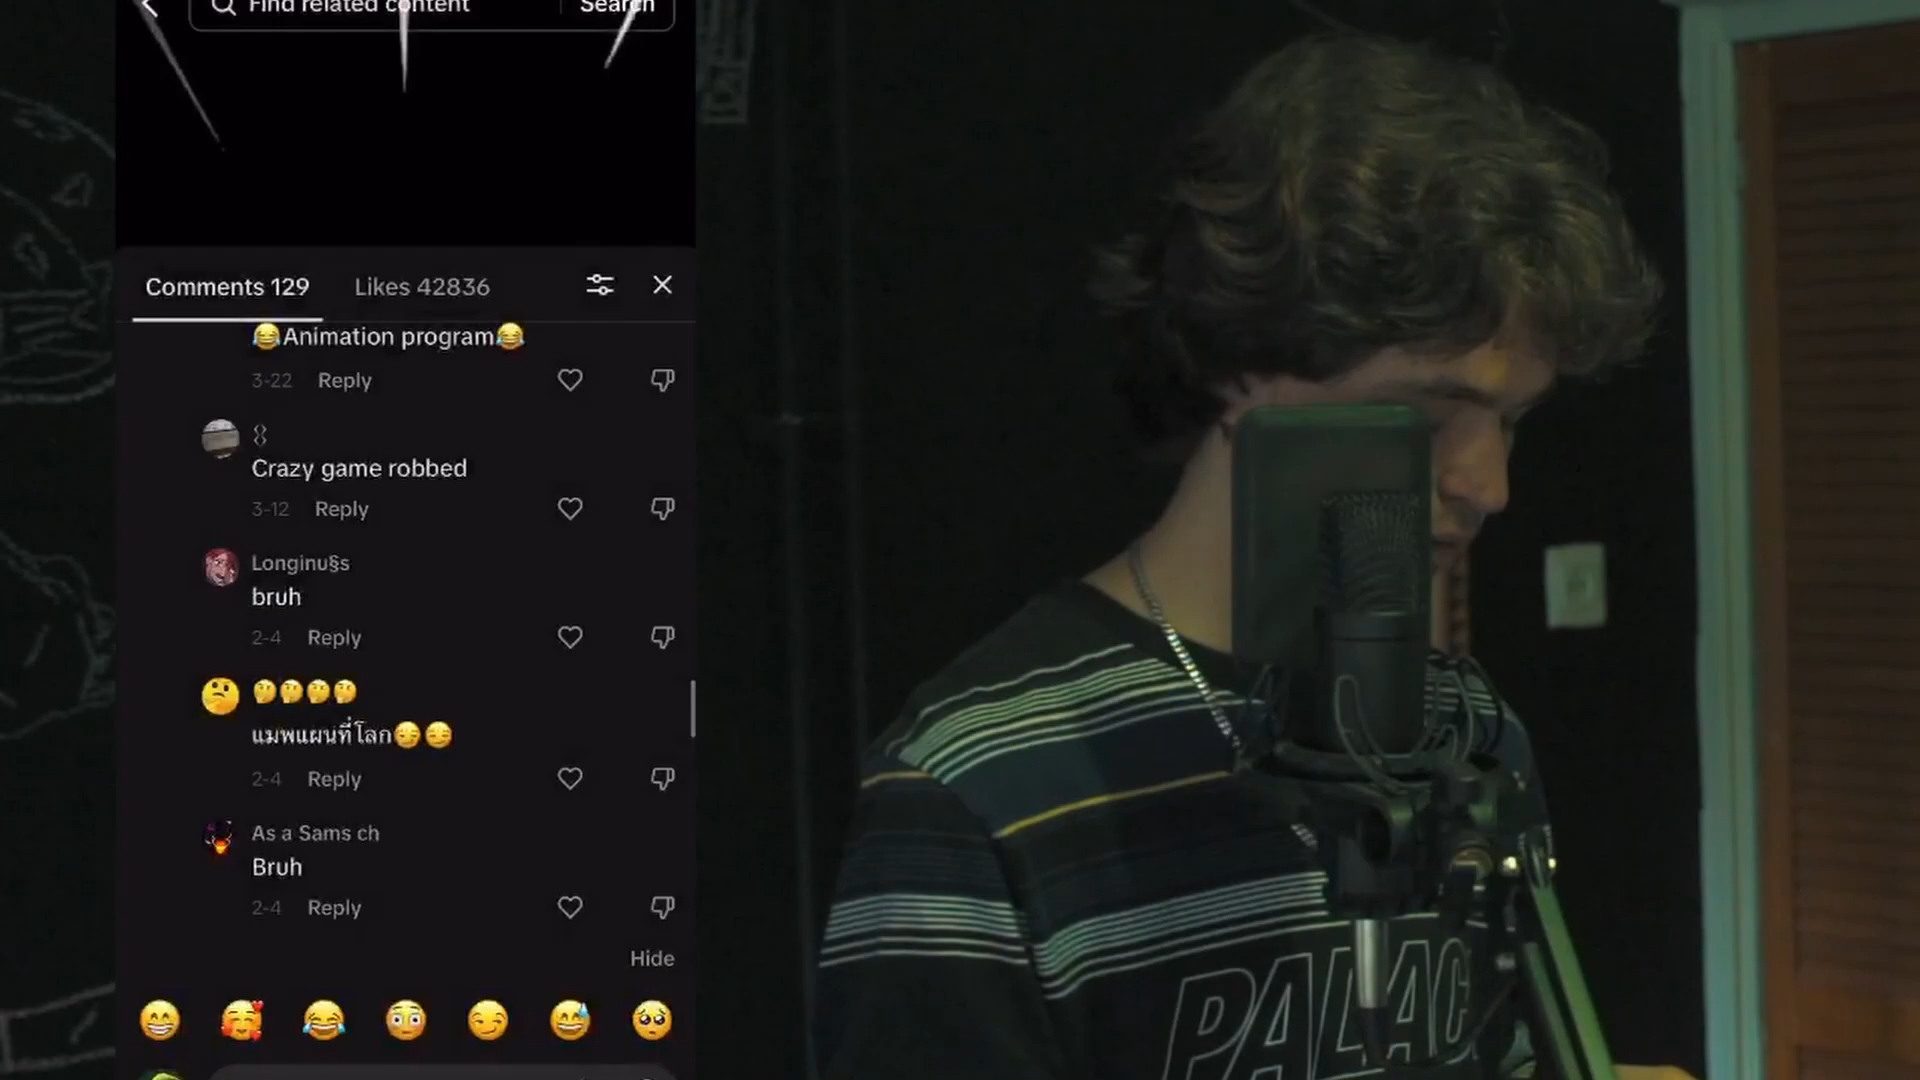 Find related content
Search
Comments 129
Likes 42836
😂Animation program😂
3-22 Reply
8
Crazy game robbed
3-12 Reply
Longinu§s
bruh
2-4 Reply
🤔🤔🤔🤔
แมพแผนที่โลก😏😏
2-4 Reply
As a Sams ch
Bruh
2-4 Reply
Hide
😁 🥰 😂 😳 😏 😅 🥺
PALAC